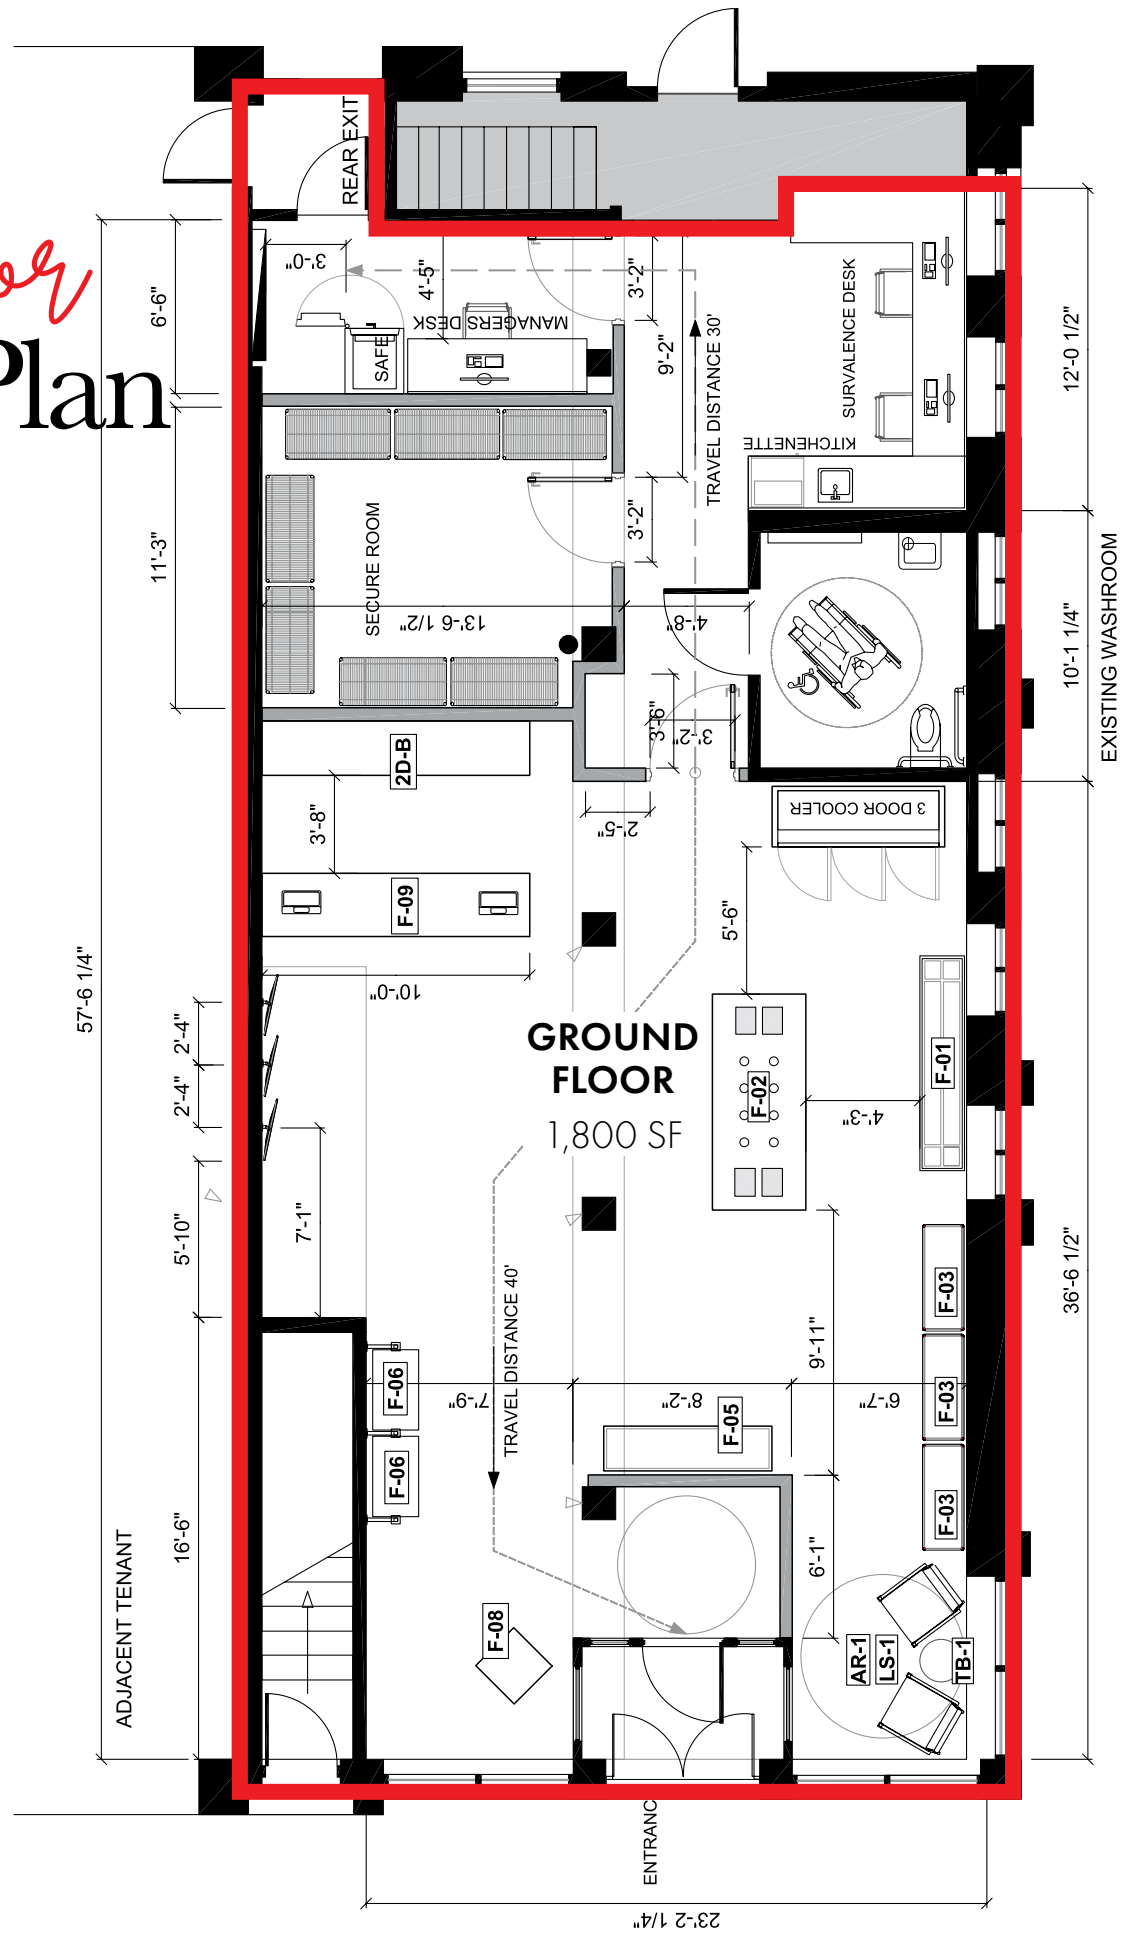 or
Plan
REAR EXIT
3'-0"
4'-5"
3'-2"
6'-6"
MANAGERS DESK
SAFE
9'-2"
TRAVEL DISTANCE 30'
SURVALENCE DESK
12'-0 1/2"
KITCHENETTE
11'-3"
SECURE ROOM
3'-2"
13'-6 1/2"
4'-8"
10'-1 1/4"
EXISTING WASHROOM
3'-6"
3'-2"
2D-B
3'-8"
2'-5"
3 DOOR COOLER
F-09
5'-6"
57'-6 1/4"
10'-0"
2'-4"
2'-4"
GROUND
FLOOR
1,800 SF
F-02
F-01
4'-3"
5'-10"
7'-1"
TRAVEL DISTANCE 40'
36'-6 1/2"
F-03
9'-11"
F-06
7'-9"
8'-2"
6'-7"
F-05
F-03
F-06
F-03
16'-6"
6'-1"
ADJACENT TENANT
F-08
AR-1
LS-1
TB-1
ENTRANC
23'-2 1/4"